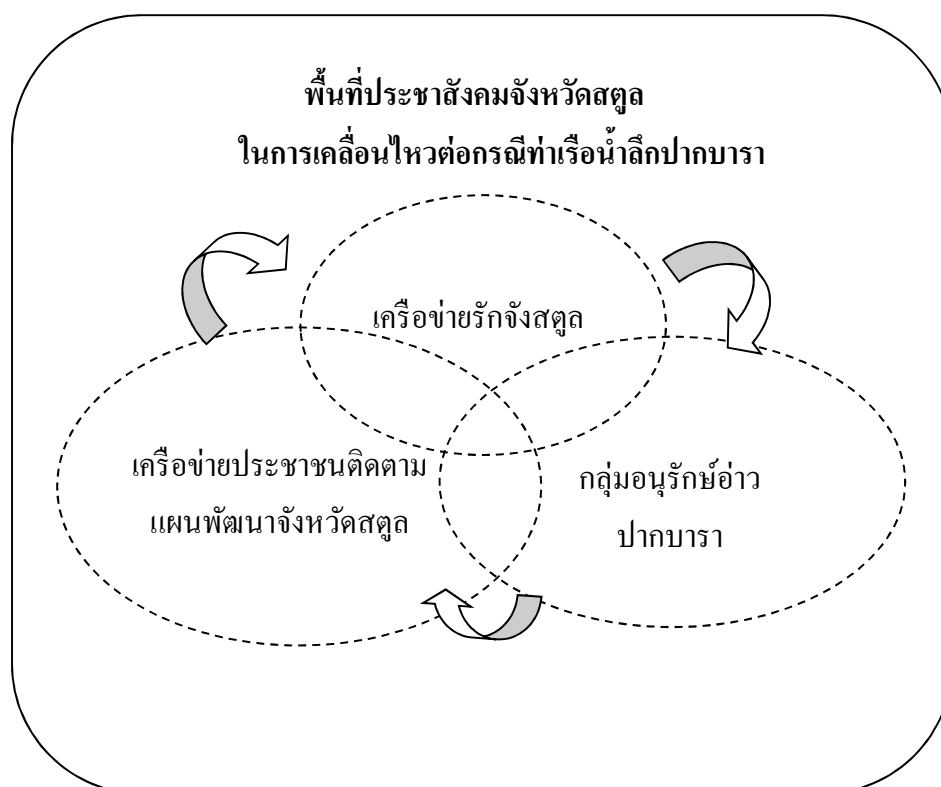 พื้นที่ประชาสังคมจังหวัดสตูล
ในการเคลื่อนไหวต่อกรณีท่าเรือน้ำลึกปากบารา
เครือข่ายรักจังสตูล
เครือข่ายประชาชนติดตาม
แผนพัฒนาจังหวัดสตูล
กลุ่มอนุรักษ์อ่าว
ปากบารา